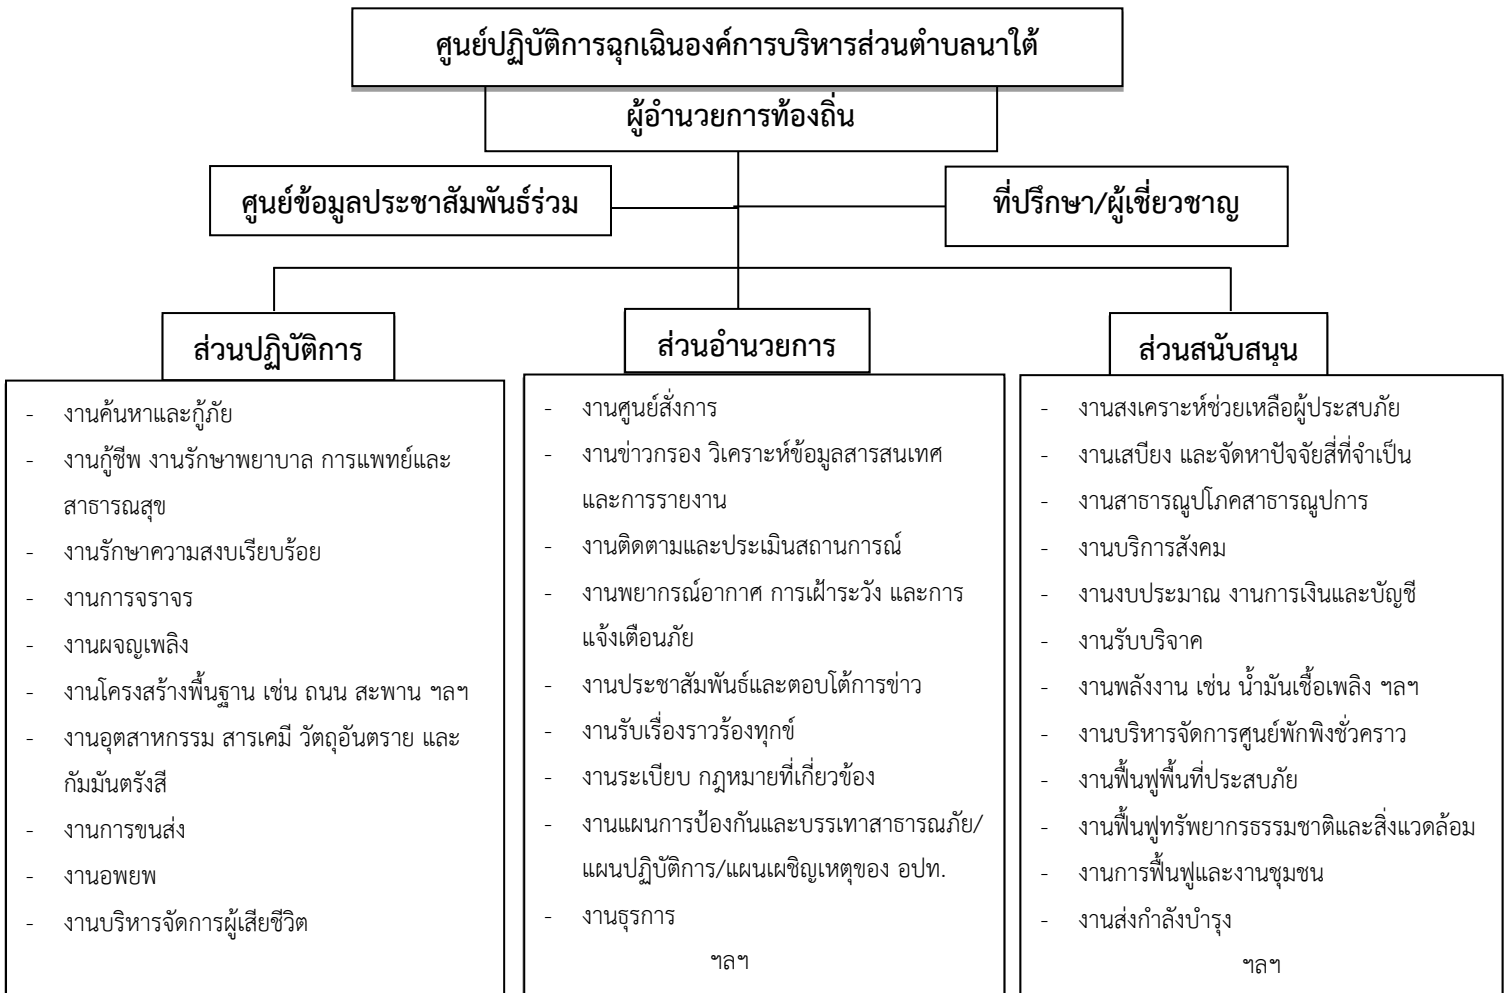 ศูนย์ปฏิบัติการฉุกเฉินองค์การบริหารส่วนตำบลนาใต้
ผู้อำนวยการท้องถิ่น
ศูนย์ข้อมูลประชาสัมพันธ์ร่วม
ที่ปรึกษา/ผู้เชี่ยวชาญ
ส่วนปฏิบัติการ
- งานค้นหาและกู้ภัย
- งานกู้ชีพ งานรักษาพยาบาล การแพทย์และ
สาธารณสุข
- งานรักษาความสงบเรียบร้อย
- งานการจราจร
- งานผจญเพลิง
- งานโครงสร้างพื้นฐาน เช่น ถนน สะพาน ฯลฯ
- งานอุตสาหกรรม สารเคมี วัตถุอันตราย และ
กัมมันตรังสี
- งานการขนส่ง
- งานอพยพ
- งานบริหารจัดการผู้เสียชีวิต
ส่วนอำนวยการ
- งานศูนย์สั่งการ
- งานข่าวกรอง วิเคราะห์ข้อมูลสารสนเทศ
และการรายงาน
- งานติดตามและประเมินสถานการณ์
- งานพยากรณ์อากาศ การเฝ้าระวัง และการ
แจ้งเตือนภัย
- งานประชาสัมพันธ์และตอบโต้การข่าว
- งานรับเรื่องราวร้องทุกข์
- งานระเบียบ กฎหมายที่เกี่ยวข้อง
- งานแผนการป้องกันและบรรเทาสาธารณภัย/
แผนปฏิบัติการ/แผนเผชิญเหตุของ อปท.
- งานธุรการ
ฯลฯ
ส่วนสนับสนุน
- งานสงเคราะห์ช่วยเหลือผู้ประสบภัย
- งานเสบียง และจัดหาปัจจัยสี่ที่จำเป็น
- งานสาธารณูปโภคสาธารณูปการ
- งานบริการสังคม
- งานงบประมาณ งานการเงินและบัญชี
- งานรับบริจาค
- งานพลังงาน เช่น น้ำมันเชื้อเพลิง ฯลฯ
- งานบริหารจัดการศูนย์พักพิงชั่วคราว
- งานฟื้นฟูพื้นที่ประสบภัย
- งานฟื้นฟูทรัพยากรธรรมชาติและสิ่งแวดล้อม
- งานการฟื้นฟูและงานชุมชน
- งานส่งกำลังบำรุง
ฯลฯ